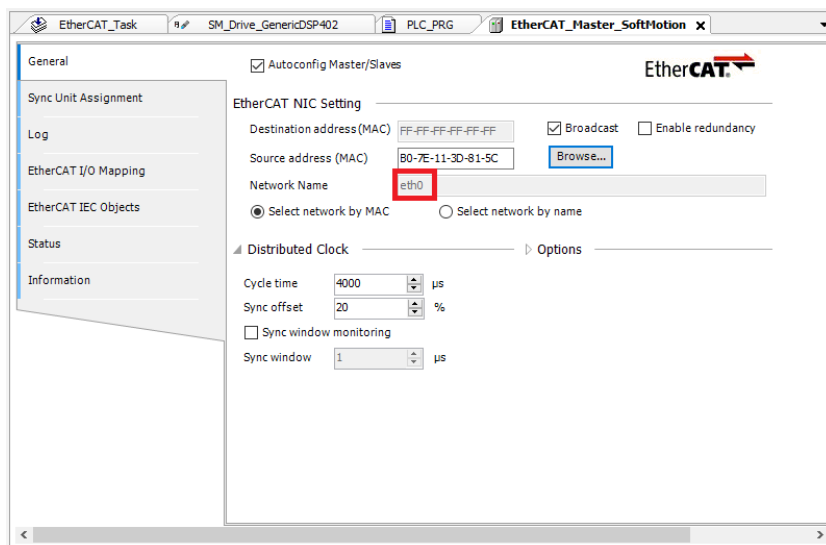 EtherCAT_Task SM_Drive_GenericDSP402 PLC_PRG EtherCAT_Master_SoftMotion X
General
Sync Unit Assignment
Log
EtherCAT I/O Mapping
EtherCAT IEC Objects
Status
Information
Autoconfig Master/Slaves
EtherCAT
EtherCAT NIC Setting
Destination address (MAC) FF-FF-FF-FF-FF-FF Broadcast Enable redundancy
Source address (MAC) B0-7E-11-3D-81-5C Browse...
Network Name eth0
Select network by MAC Select network by name
Distributed Clock Options
Cycle time 4000 µs
Sync offset 20 %
Sync window monitoring
Sync window 1 µs